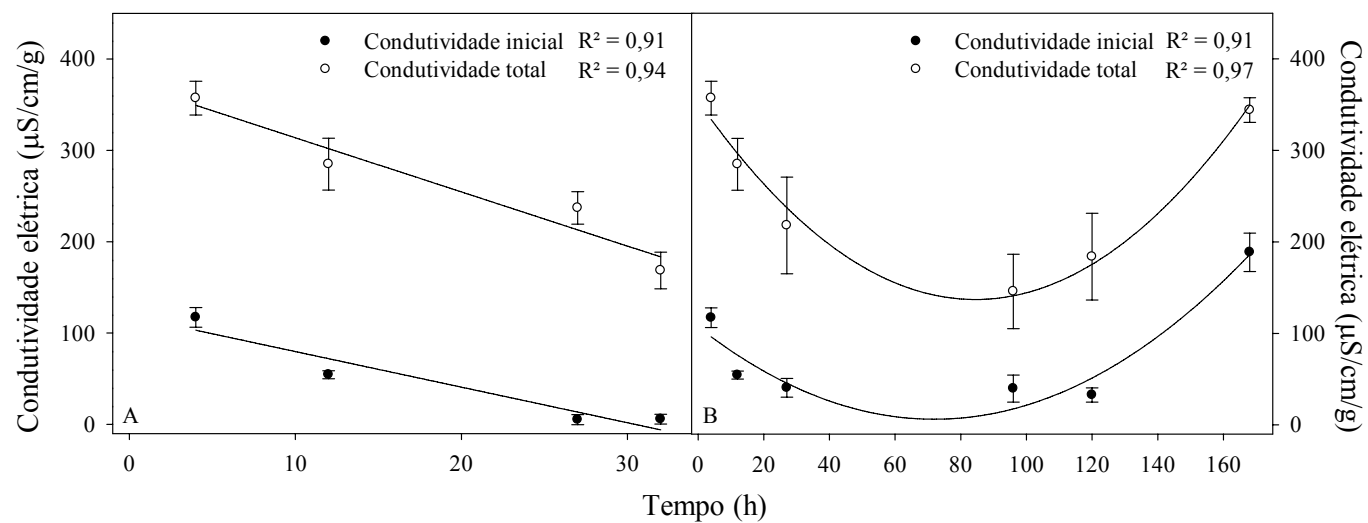 Condutividade elétrica (µS/cm/g)
400
300
200
100
0
Condutividade inicial R² = 0,91
Condutividade total R² = 0,94
A
0 10 20 30
Condutividade inicial R² = 0,91
Condutividade total R² = 0,97
B
0 20 40 60 80 100 120 140 160
400
300
200
100
0
Condutividade elétrica (µS/cm/g)
Tempo (h)